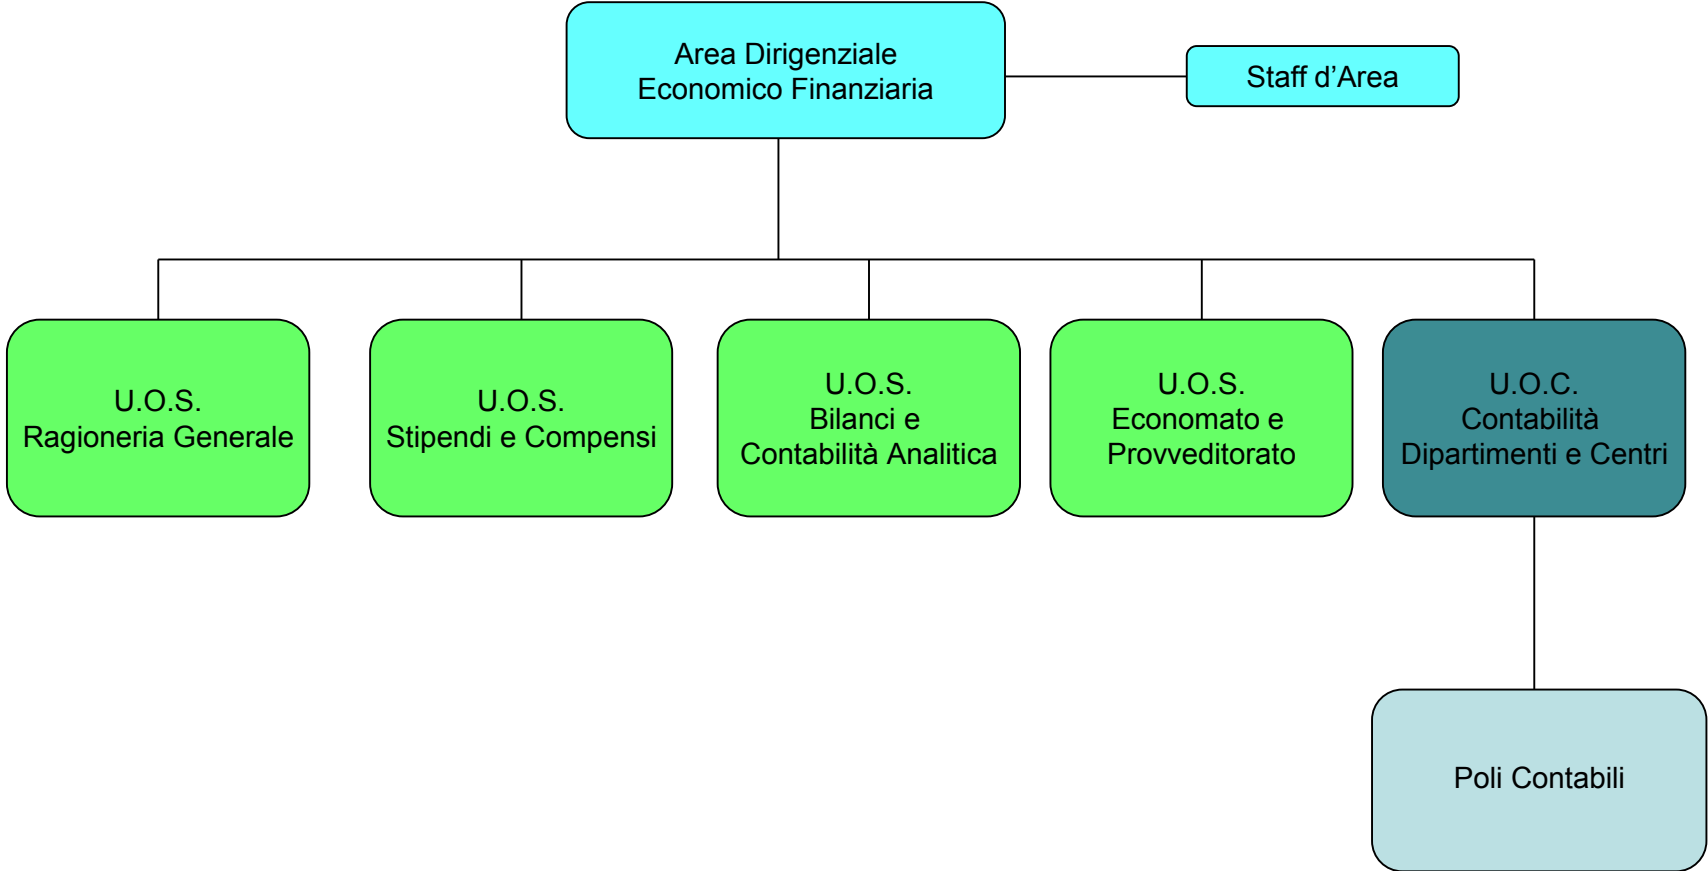 Area Dirigenziale
Economico Finanziaria
Staff d’Area
U.O.S.
Ragioneria Generale
U.O.S.
Stipendi e Compensi
U.O.S.
Bilanci e
Contabilità Analitica
U.O.S.
Economato e
Provveditorato
U.O.C.
Contabilità
Dipartimenti e Centri
Poli Contabili